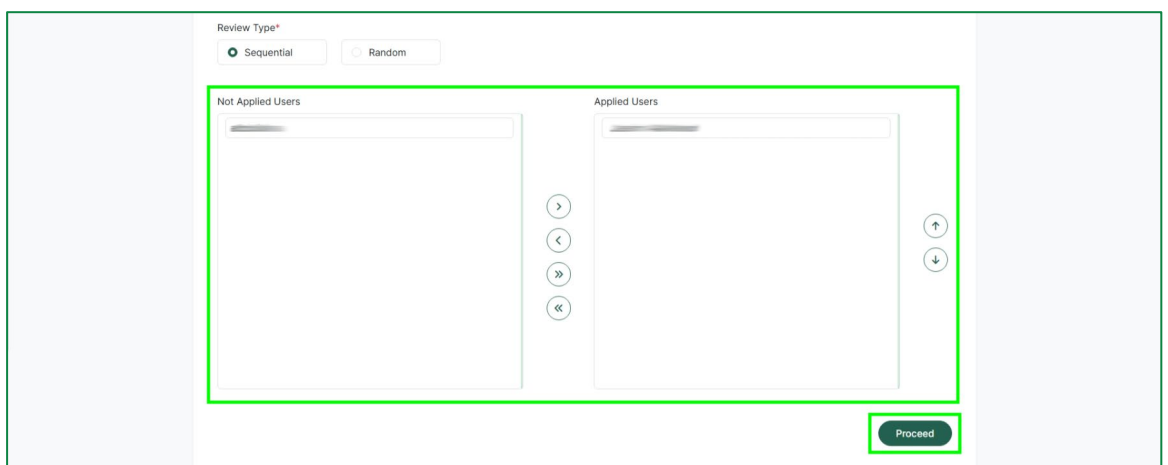 Review Type*
Sequential Random
Not Applied Users Applied Users
Proceed